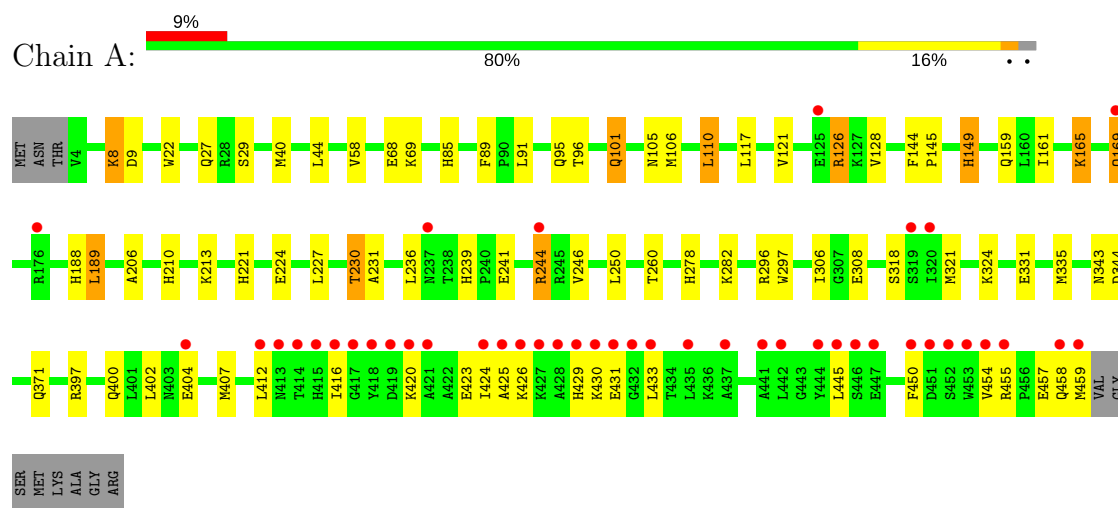 9%
Chain A:
80% 16% • •
MET ASN THR V4 K8 D9 W22 Q27 R28 S29 M40 L44 V58 E68 K69 H85 F89 P90 L91 Q95 T96 Q101 N105 M106 L110 L117 V121 E125 R126 K127 V128 F144 P145 H149 Q159 L160 I161 K165
R176 H188 L189 A206 H210 K213 H221 E224 L227 T230 A231 L236 N237 T238 H239 P240 E241 R244 R245 V246 L250 T260 H278 K282 R296 W297 I306 G307 E308 S318 S319 I320 M321 K324 E331 M335 N343
Q371 R397 Q400 L401 L402 N403 E404 M407 L412 N413 T414 H415 I416 G417 Y418 D419 K420 A421 A422 E423 I424 A425 K426 K427 A428 H429 K430 E431 G432 L433 T434 L435 K436 A437 A441 L442 G443 Y444 L445 S446 E447 F450 D451 S452 W453 V454 R455 P456 E457 Q458 M459 VAL
SER MET LYS ALA GLY ARG